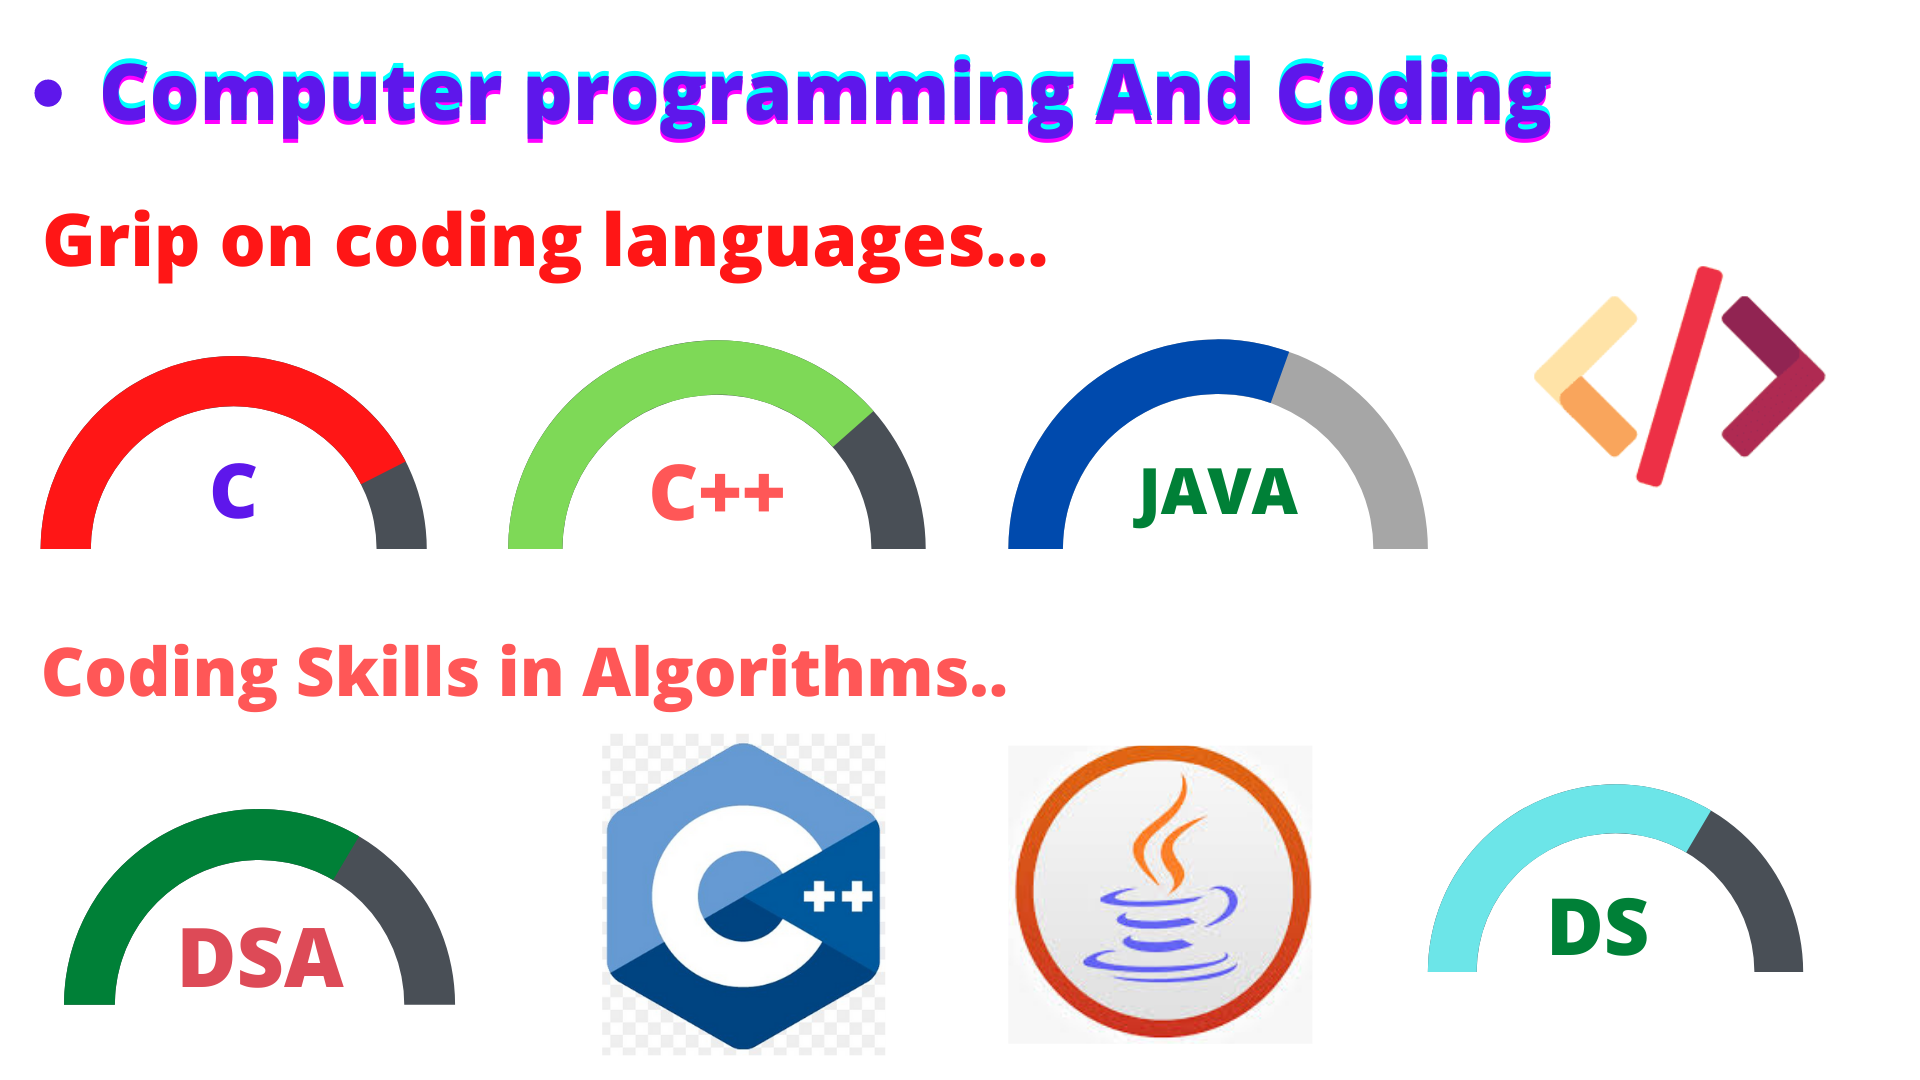 • Computer programming And Coding
Grip on coding languages...
C
C++
JAVA
Coding Skills in Algorithms..
DSA
C++
DS